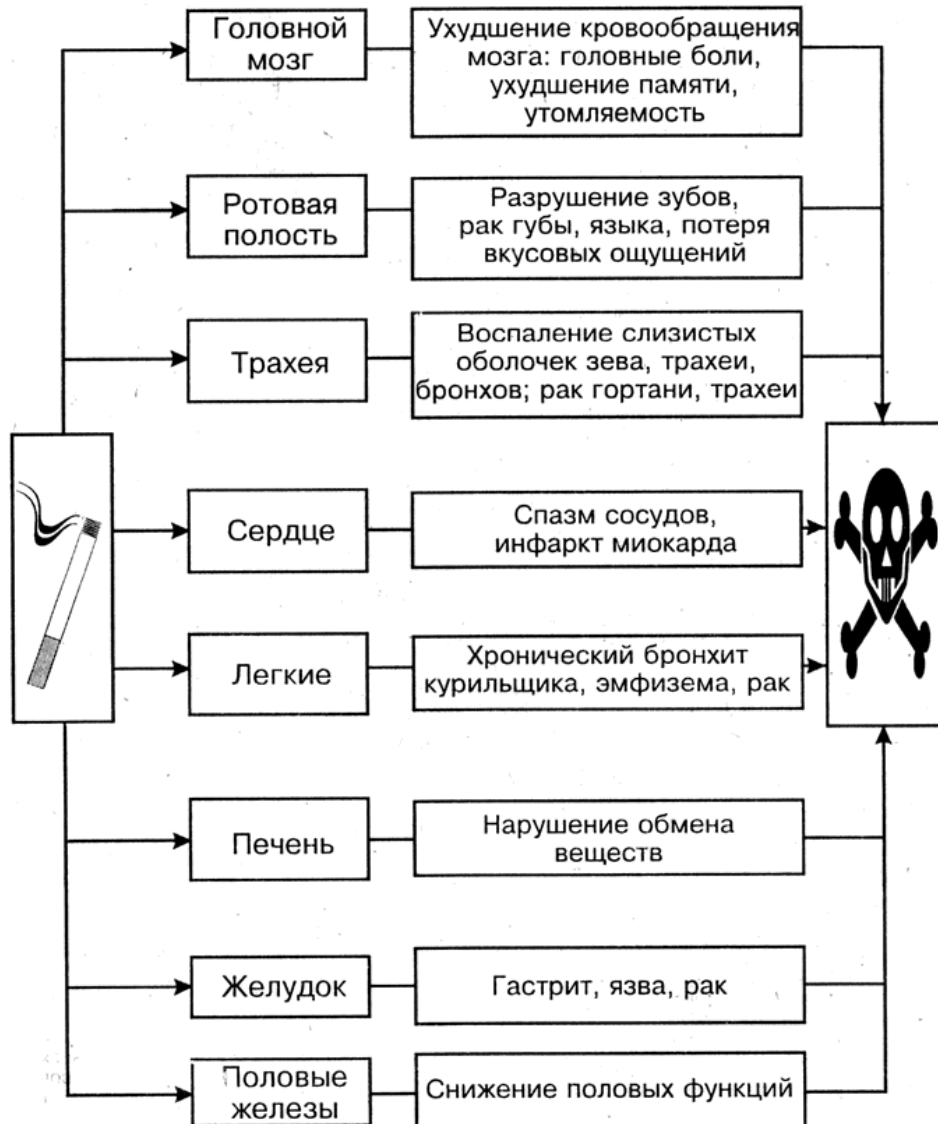 Головной
мозг
Ухудшение кровообращения
мозга: головные боли,
ухудшение памяти,
утомляемость
Ротовая
полость
Разрушение зубов,
рак губы, языка, потеря
вкусовых ощущений
Трахея
Воспаление слизистых
оболочек зева, трахеи,
бронхов; рак гортани, трахеи
Сердце
Спазм сосудов,
инфаркт миокарда
Легкие
Хронический бронхит
курильщика, эмфизема, рак
Печень
Нарушение обмена
веществ
Желудок
Гастрит, язва, рак
Половые
железы
Снижение половых функций